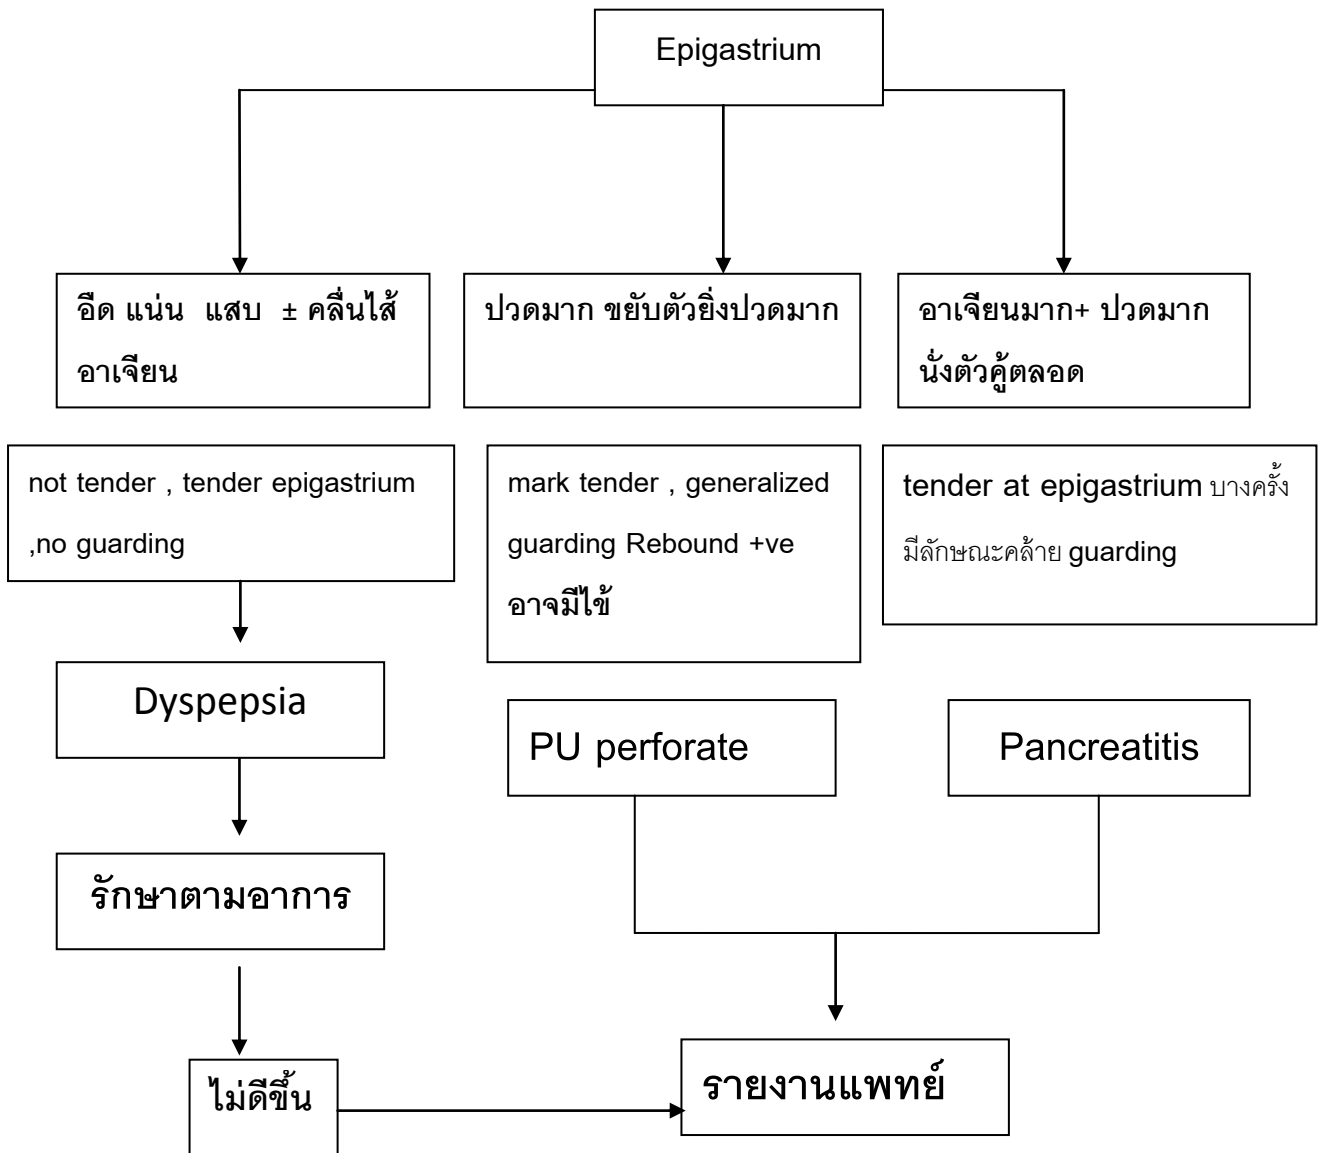 Epigastrium
อืด แน่น แสบ ± คลื่นไส้
อาเจียน
ปวดมาก ขยับตัวยิ่งปวดมาก
อาเจียนมาก+ ปวดมาก
นั่งตัวคู้ตลอด
not tender , tender epigastrium
,no guarding
mark tender , generalized
guarding Rebound +ve
อาจมีไข้
tender at epigastrium บางครั้ง
มีลักษณะคล้าย guarding
Dyspepsia
PU perforate
Pancreatitis
รักษาตามอาการ
ไม่ดีขึ้น
รายงานแพทย์